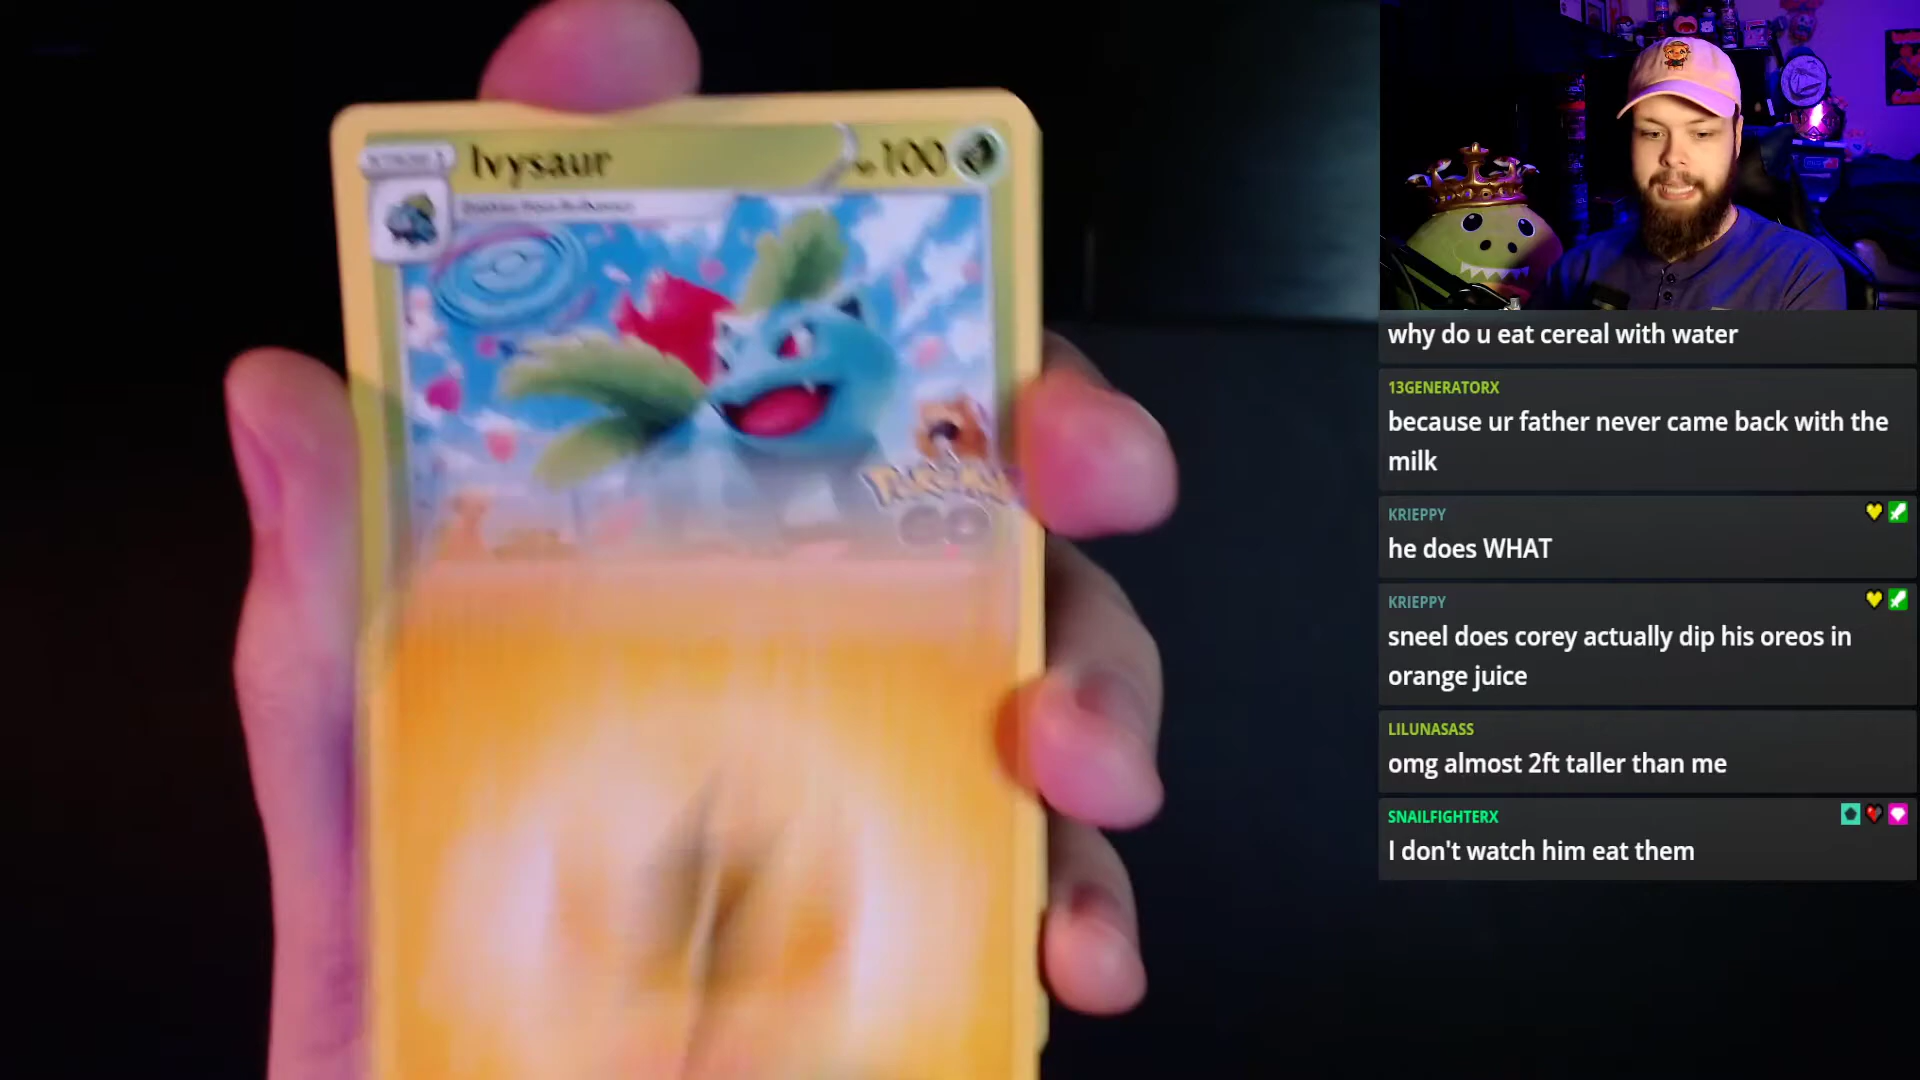 Ivysaur
100
POKÉMON
GO
why do u eat cereal with water
13GENERATORX
because ur father never came back with the
milk
KRIEPPY
he does WHAT
KRIEPPY
sneel does corey actually dip his oreos in
orange juice
LILUNASASS
omg almost 2ft taller than me
SNAILFIGHTERX
I don't watch him eat them